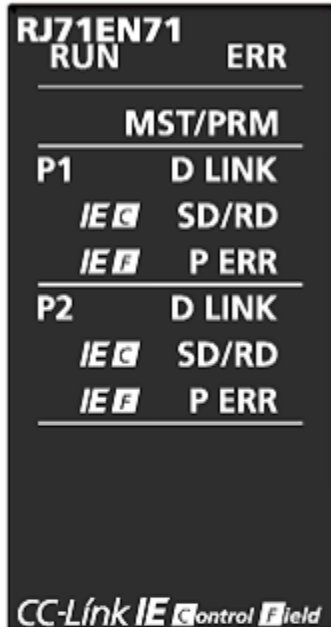 RJ71EN71
RUN ERR
MST/PRM
P1 D LINK
IE C SD/RD
IE F P ERR
P2 D LINK
IE C SD/RD
IE F P ERR
CC-Línk IE Control Field